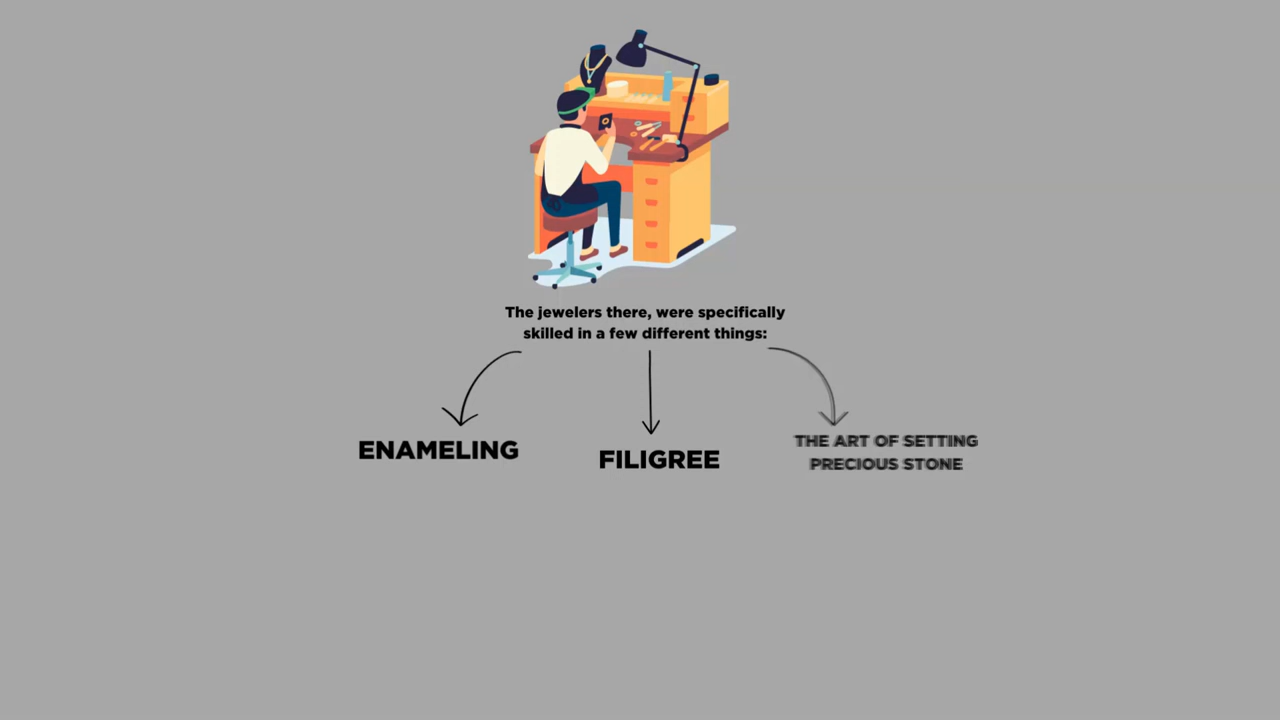 The jewelers there, were specifically
skilled in a few different things:
ENAMELING
FILIGREE
THE ART OF SETTING
PRECIOUS STONE